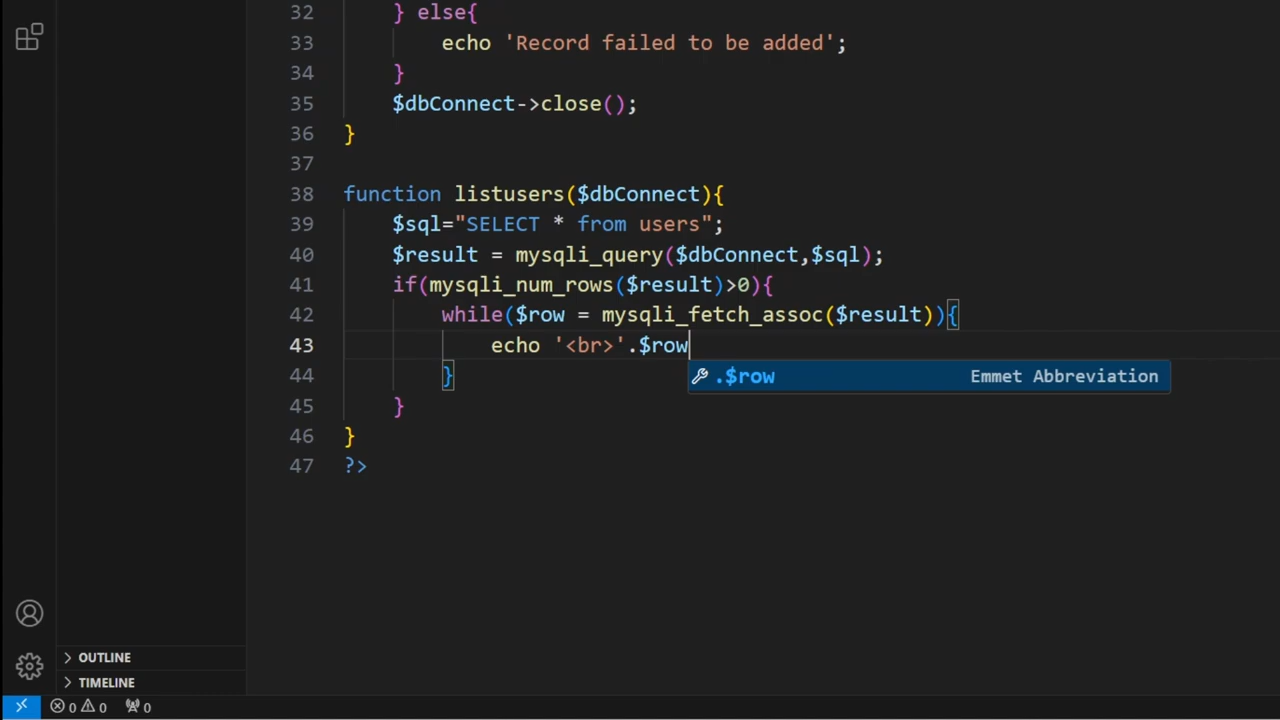 32 } else{
33 echo 'Record failed to be added';
34 }
35 $dbConnect->close();
36 }
37
38 function listusers($dbConnect){
39 $sql="SELECT * from users";
40 $result = mysqli_query($dbConnect,$sql);
41 if(mysqli_num_rows($result)>0){
42 while($row = mysqli_fetch_assoc($result)){
43 echo '<br>'.$row
.$row Emmet Abbreviation
44 }
45 }
46 }
47 ?>
OUTLINE
TIMELINE
0 0 0